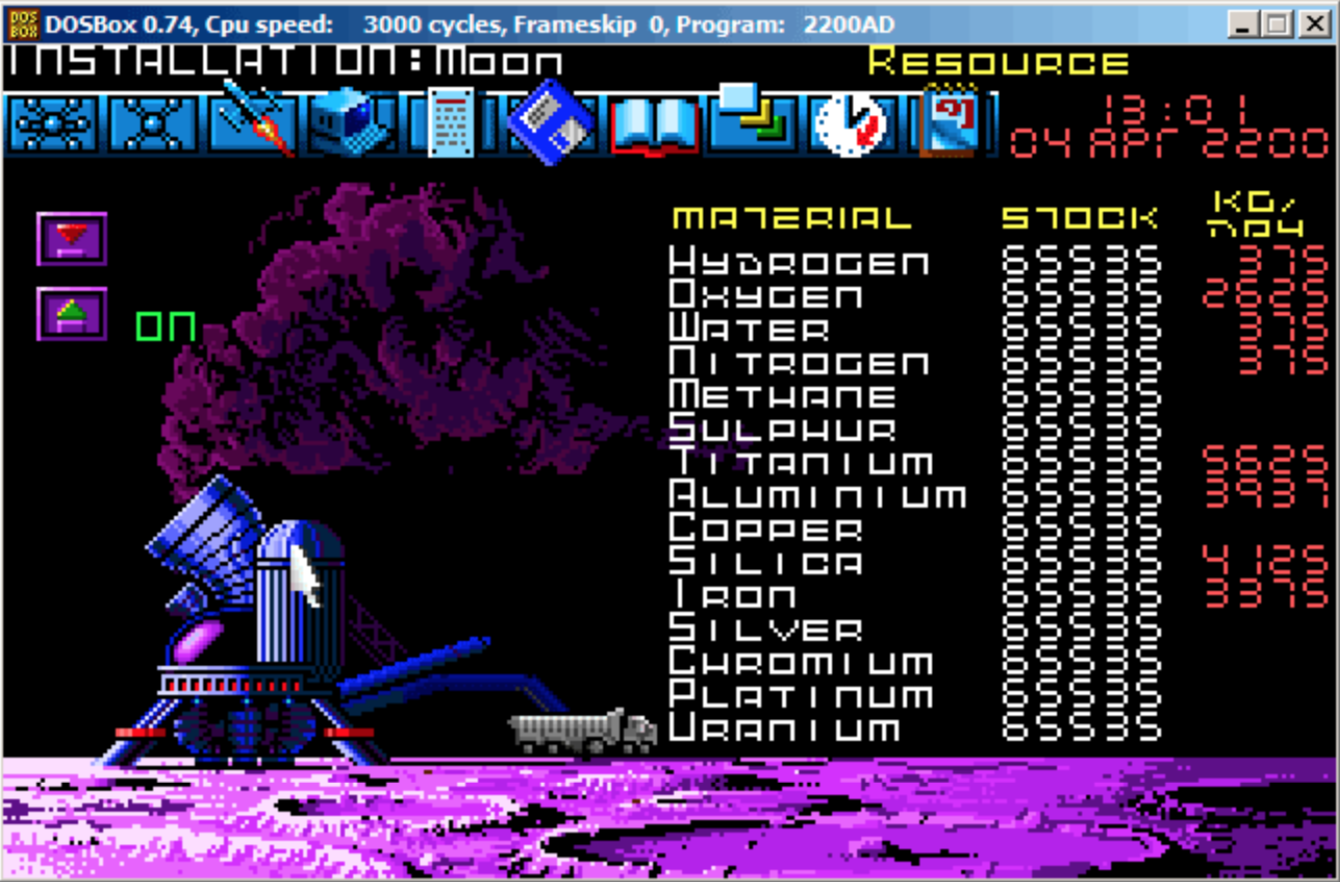 DOSBox 0.74, Cpu speed: 3000 cycles, Frameskip 0, Program: 2200AD
INSTALLATION:Moon Resource
13:01
04 APR 2200
ON
MATERIAL STOCK KG/DAY
Hydrogen 65535 375
Oxygen 65535 2625
Water 65535 375
Nitrogen 65535 375
Methane 65535
Sulphur 65535
Titanium 65535 5625
Aluminium 65535 3937
Copper 65535
Silica 65535 4125
Iron 65535 3375
Silver 65535
Chromium 65535
Platinum 65535
Uranium 65535